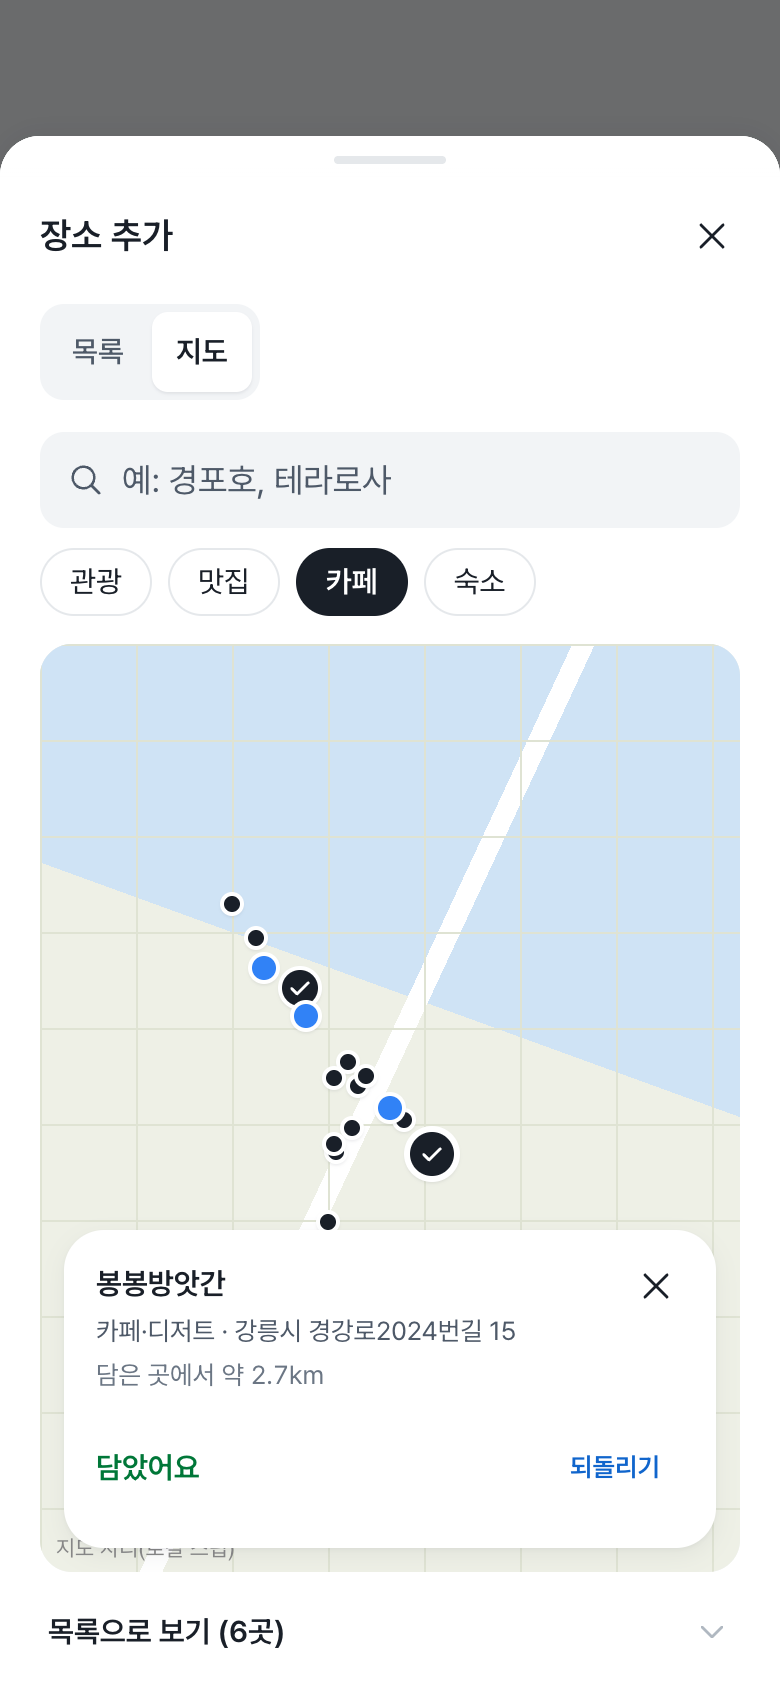 장소 추가
목록 지도
예: 경포호, 테라로사
관광 맛집 카페 숙소
봉봉방앗간
카페·디저트 · 강릉시 경강로2024번길 15
담은 곳에서 약 2.7km
담았어요 되돌리기
지도
목록으로 보기 (6곳)